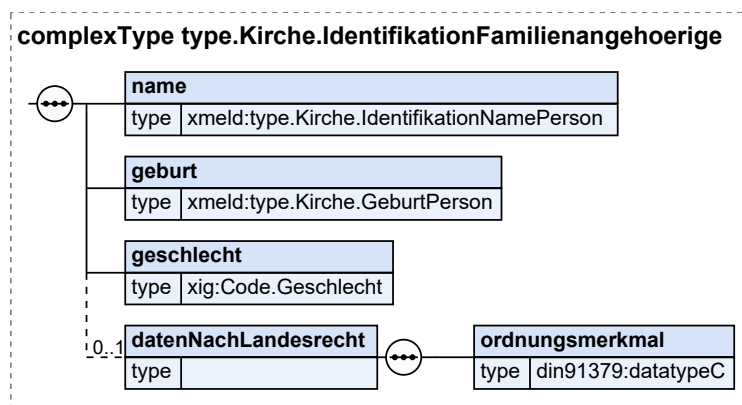 complexType type.Kirche.IdentifikationFamilienangehoerige
name
type xmeld:type.Kirche.IdentifikationNamePerson
geburt
type xmeld:type.Kirche.GeburtPerson
geschlecht
type xig:Code.Geschlecht
0..1 datenNachLandesrecht ordnungsmerkmal
type type din91379:datatypeC